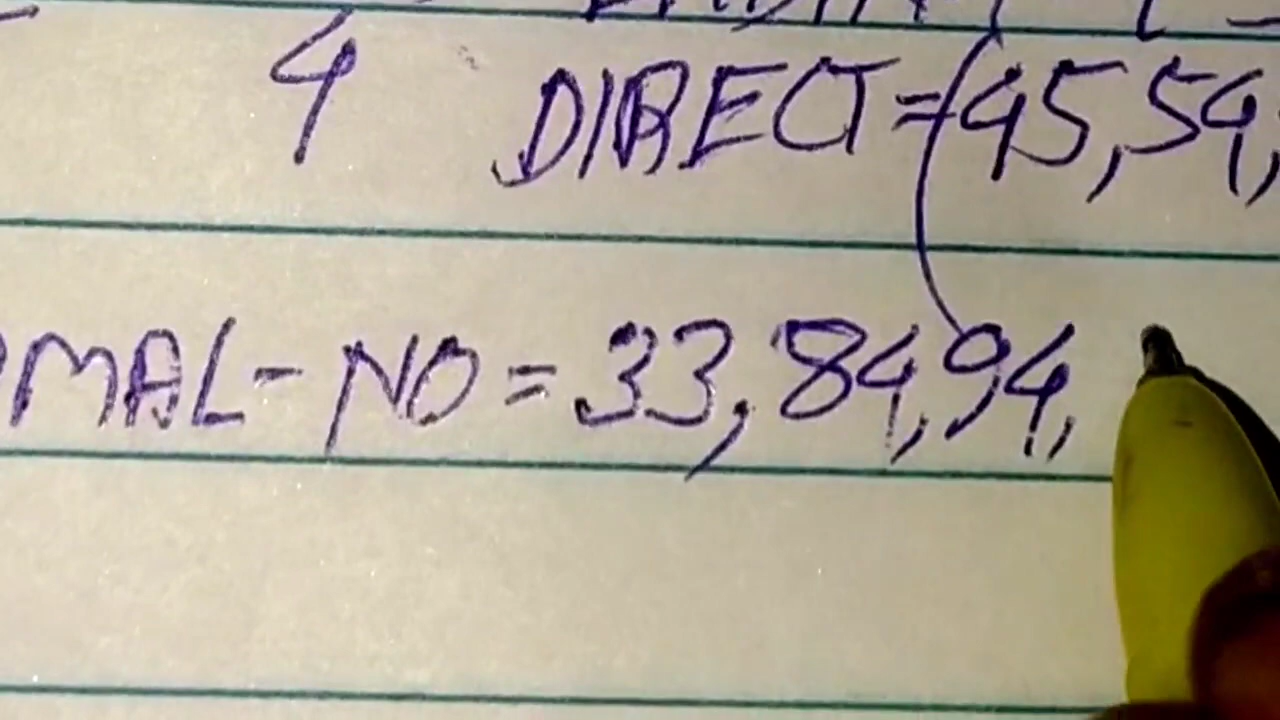 4 DIRECT = (45,54,
MAL - NO = 33,84,94,